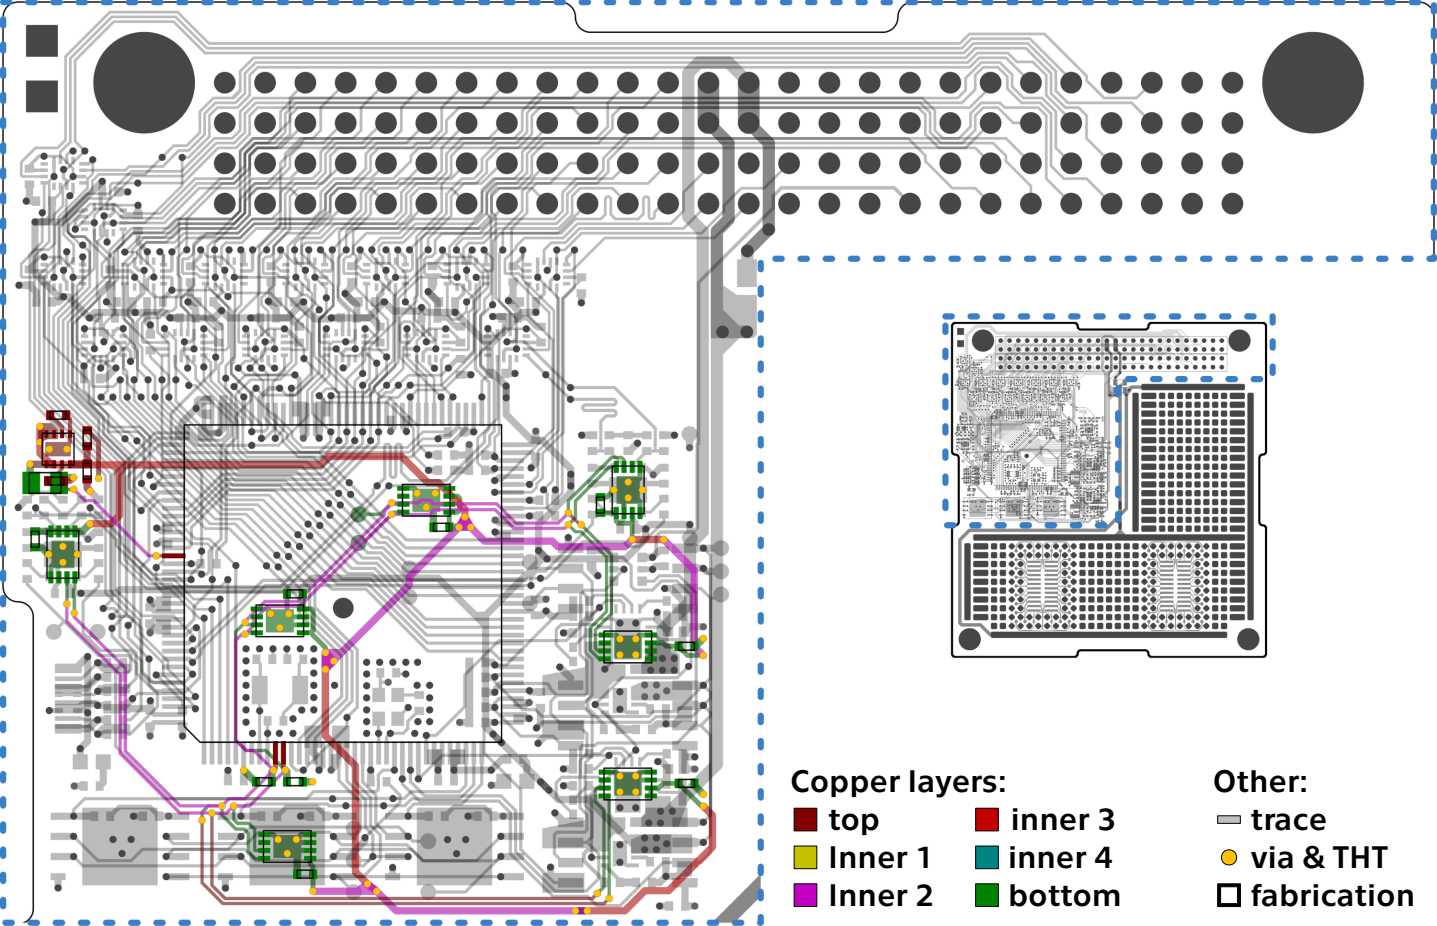 Copper layers:
top
Inner 1
Inner 2
inner 3
inner 4
bottom
Other:
trace
via & THT
fabrication